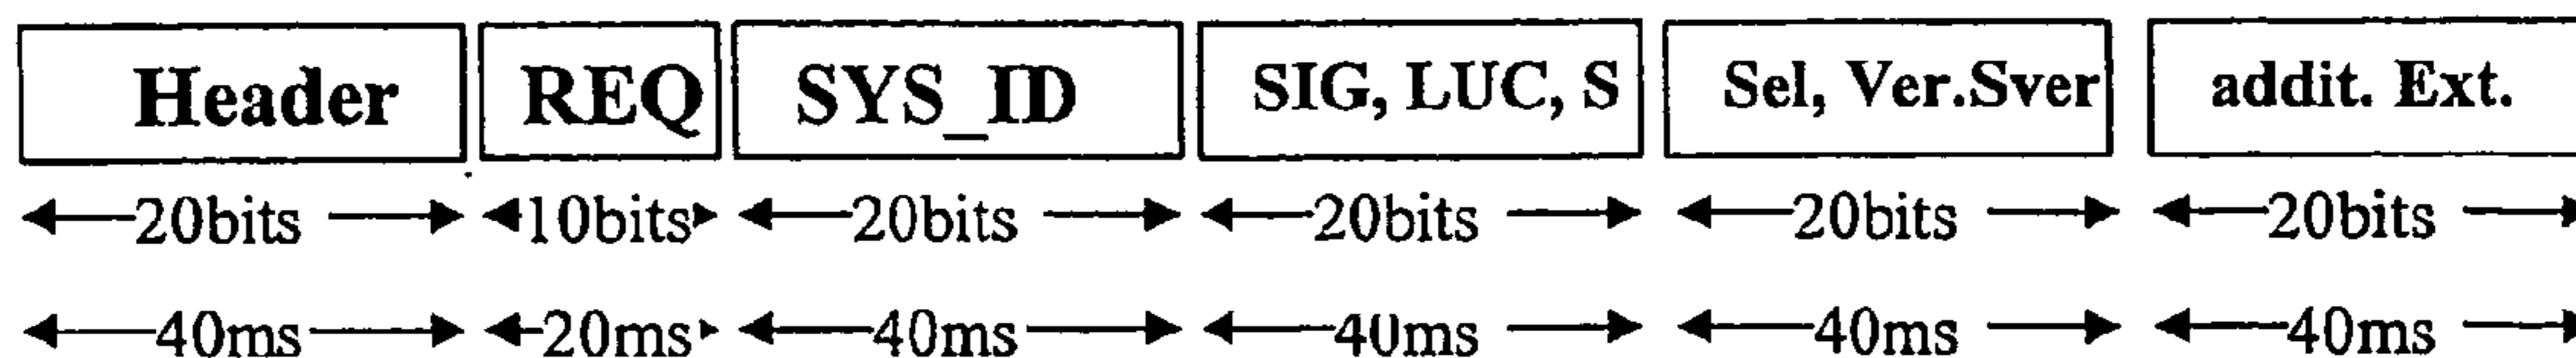 Header REQ SYS_ID SIG, LUC, S Sel, Ver.Sver addit. Ext.
20bits 10bits 20bits 20bits 20bits 20bits
40ms 20ms 40ms 40ms 40ms 40ms